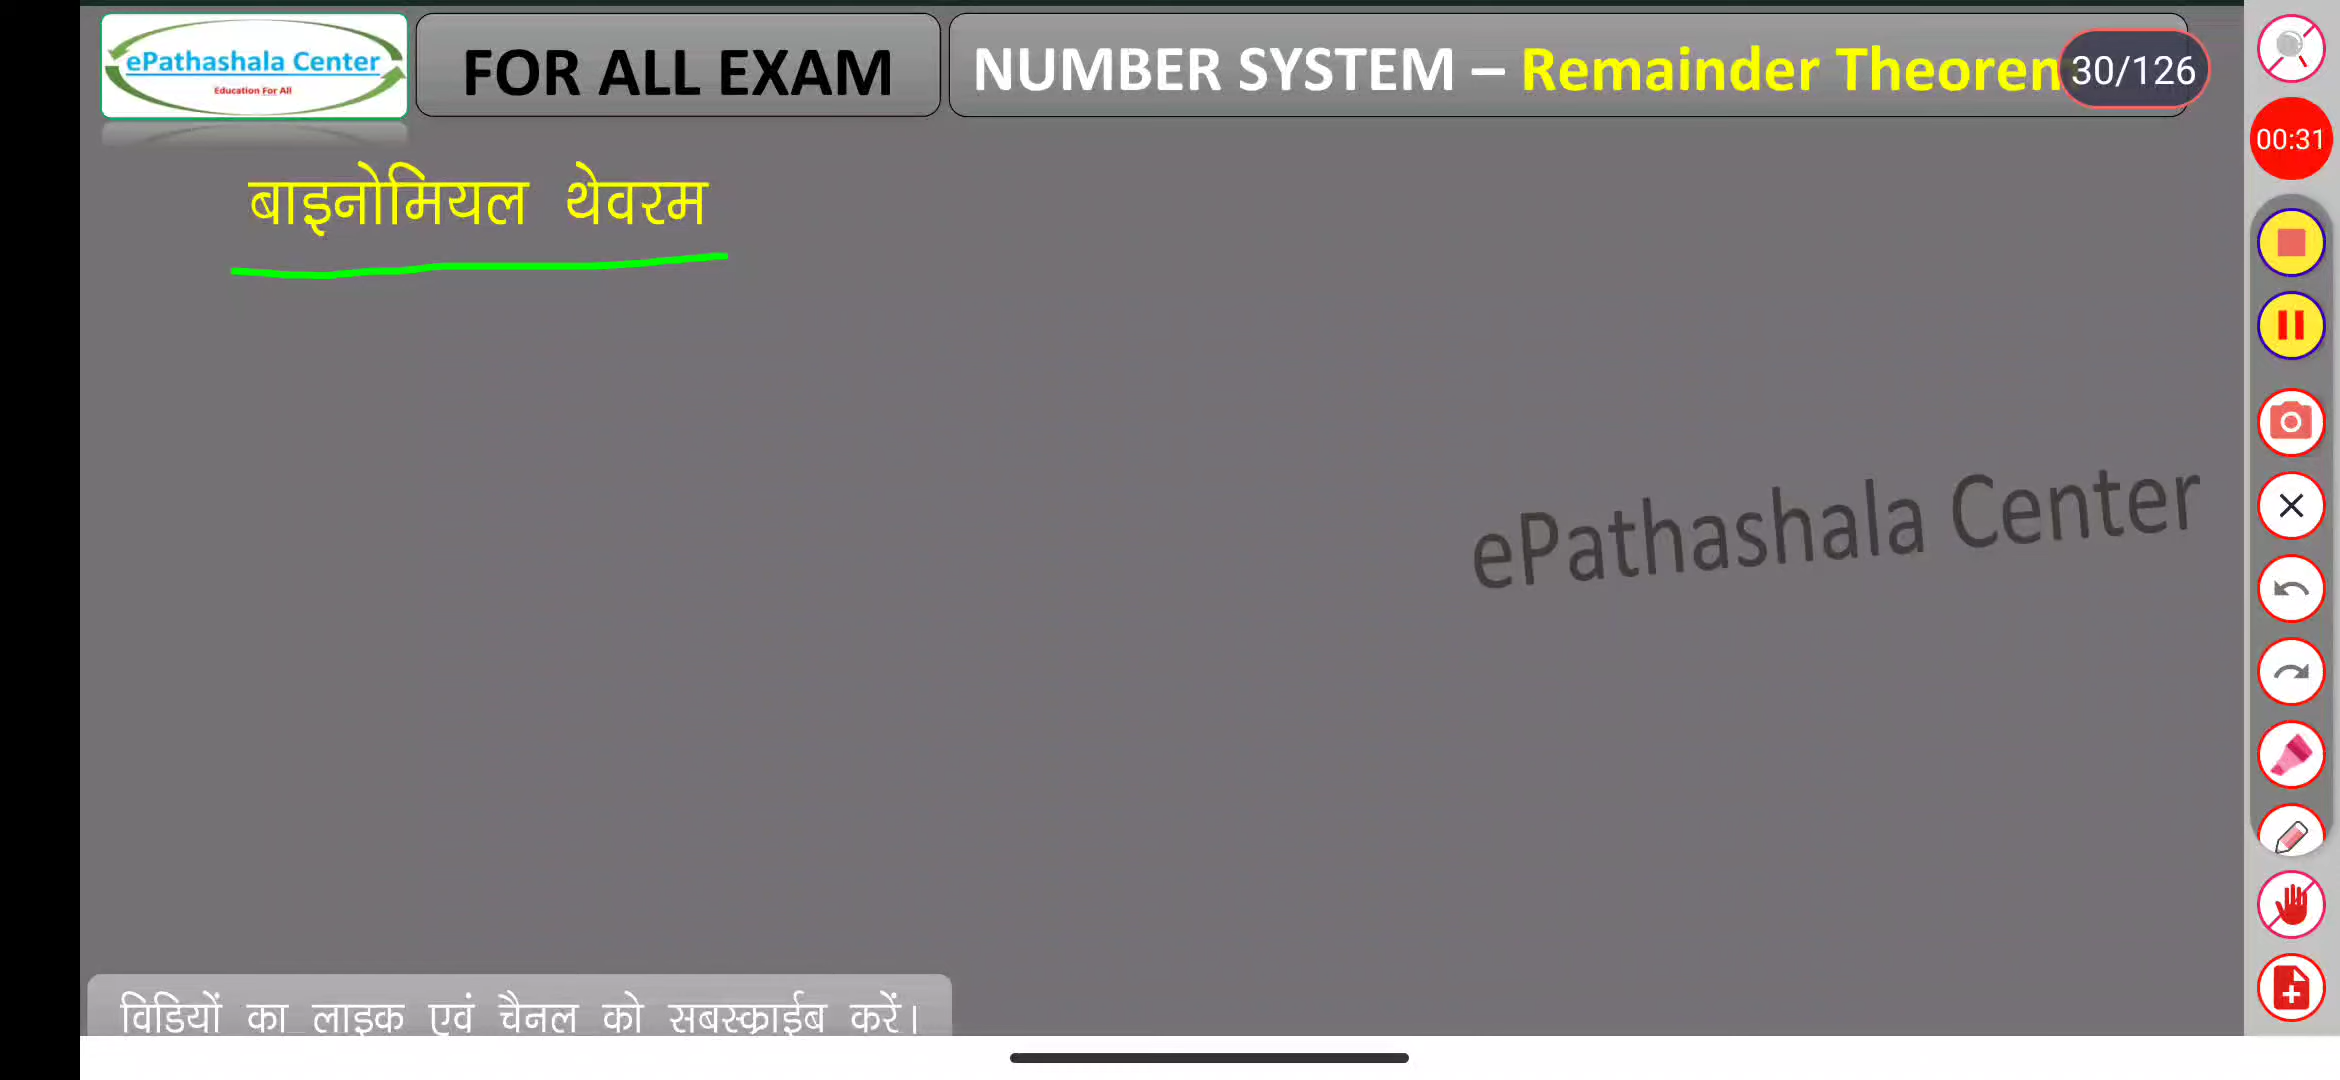 ePathashala Center
Education For All
FOR ALL EXAM
NUMBER SYSTEM – Remainder Theorem
30/126
00:31
बाइनोमियल थेवरम
ePathashala Center
विडियों का लाइक एवं चैनल को सबस्क्राईब करें।